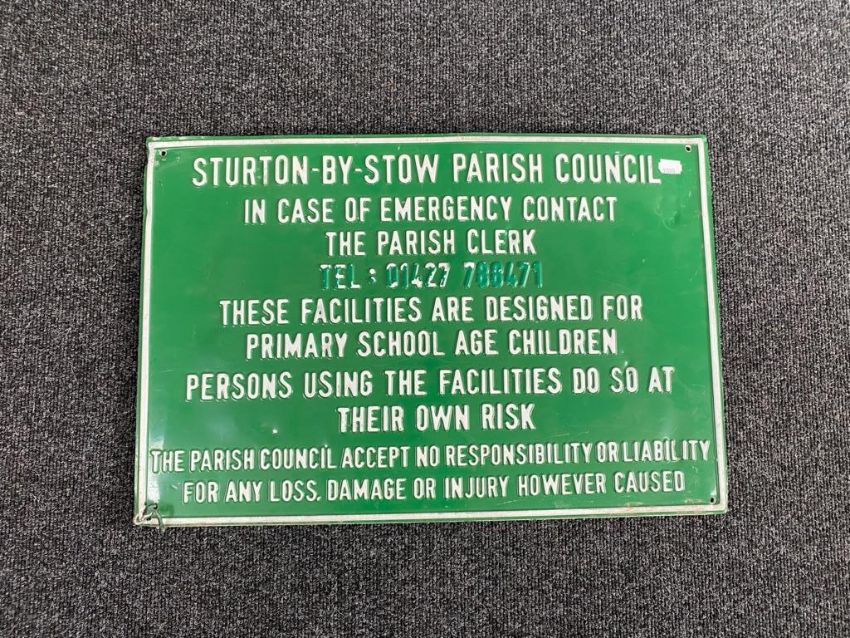 STURTON-BY-STOW PARISH COUNCIL
IN CASE OF EMERGENCY CONTACT
THE PARISH CLERK
TEL : 01427 788471
THESE FACILITIES ARE DESIGNED FOR
PRIMARY SCHOOL AGE CHILDREN
PERSONS USING THE FACILITIES DO SO AT
THEIR OWN RISK
THE PARISH COUNCIL ACCEPT NO RESPONSIBILITY OR LIABILITY
FOR ANY LOSS, DAMAGE OR INJURY HOWEVER CAUSED